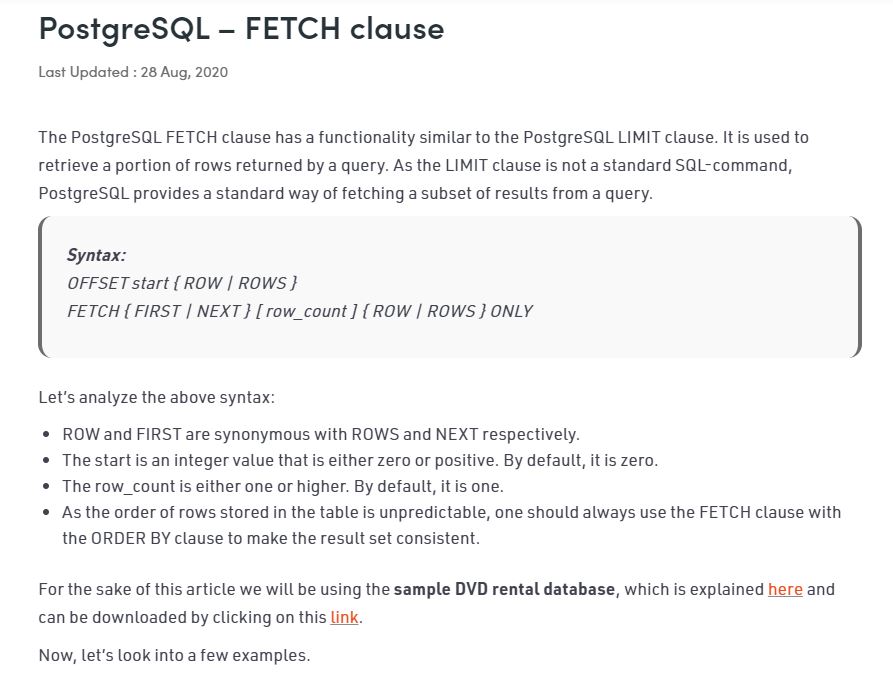 PostgreSQL – FETCH clause
Last Updated : 28 Aug, 2020
The PostgreSQL FETCH clause has a functionality similar to the PostgreSQL LIMIT clause. It is used to
retrieve a portion of rows returned by a query. As the LIMIT clause is not a standard SQL-command,
PostgreSQL provides a standard way of fetching a subset of results from a query.
Syntax:
OFFSET start { ROW | ROWS }
FETCH { FIRST | NEXT } [ row_count ] { ROW | ROWS } ONLY
Let's analyze the above syntax:
• ROW and FIRST are synonymous with ROWS and NEXT respectively.
• The start is an integer value that is either zero or positive. By default, it is zero.
• The row_count is either one or higher. By default, it is one.
• As the order of rows stored in the table is unpredictable, one should always use the FETCH clause with
the ORDER BY clause to make the result set consistent.
For the sake of this article we will be using the sample DVD rental database, which is explained here and
can be downloaded by clicking on this link.
Now, let's look into a few examples.